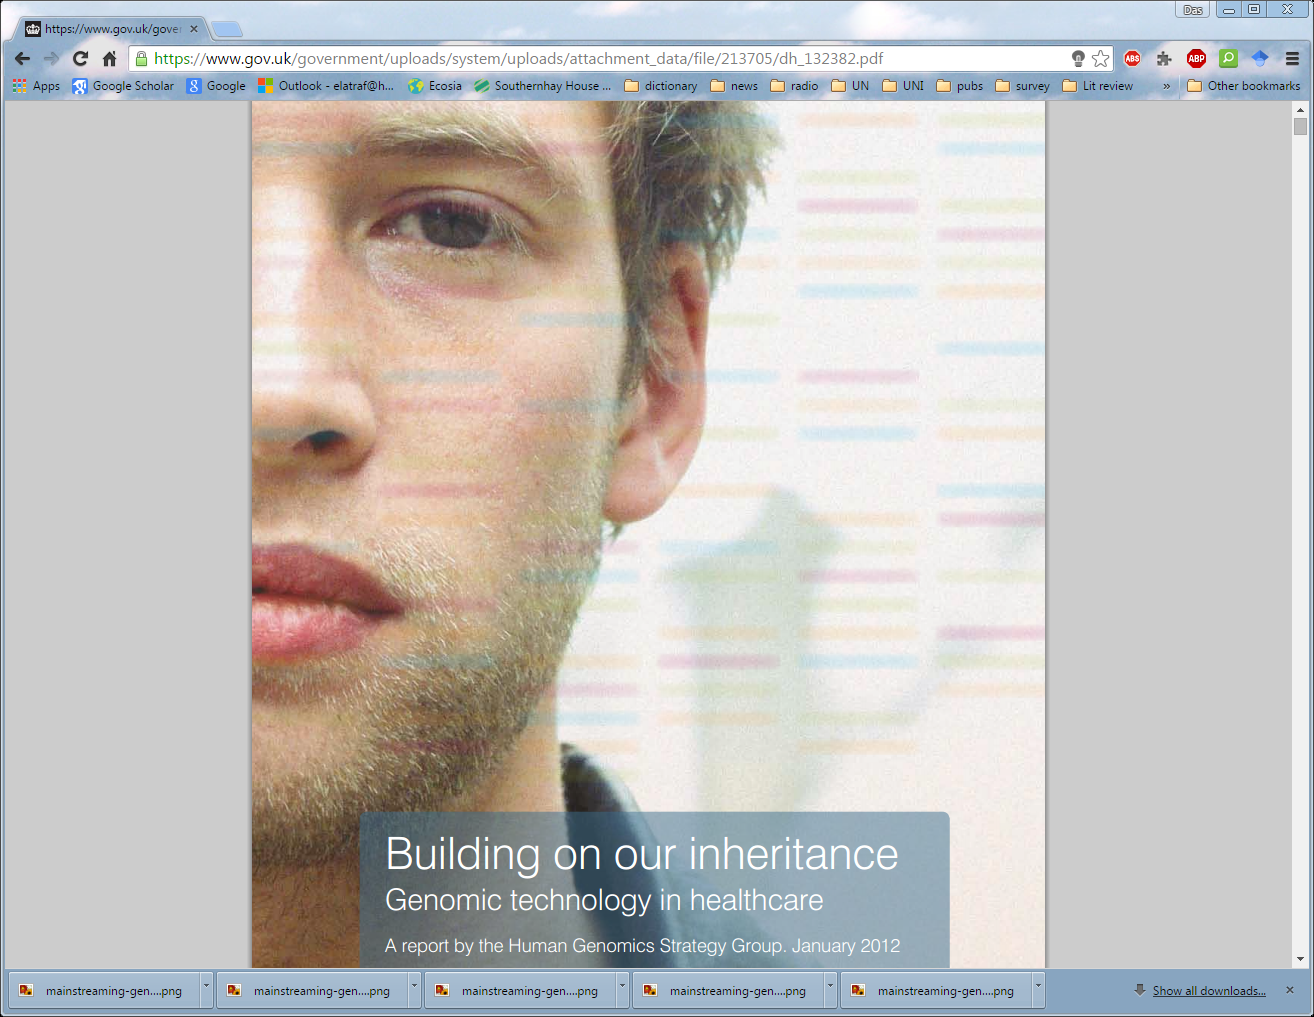 Das
https://www.gov.uk/gover
https://www.gov.uk/government/uploads/system/uploads/attachment_data/file/213705/dh_132382.pdf
ABS
ABP
Apps
Google Scholar
Google
Outlook - elatraf@h...
Ecosia
Southernhay House ...
dictionary
news
radio
UN
UNI
pubs
survey
Lit review
»
Other bookmarks
Building on our inheritance
Genomic technology in healthcare
A report by the Human Genomics Strategy Group. January 2012
mainstreaming-gen....png
mainstreaming-gen....png
mainstreaming-gen....png
mainstreaming-gen....png
mainstreaming-gen....png
Show all downloads...